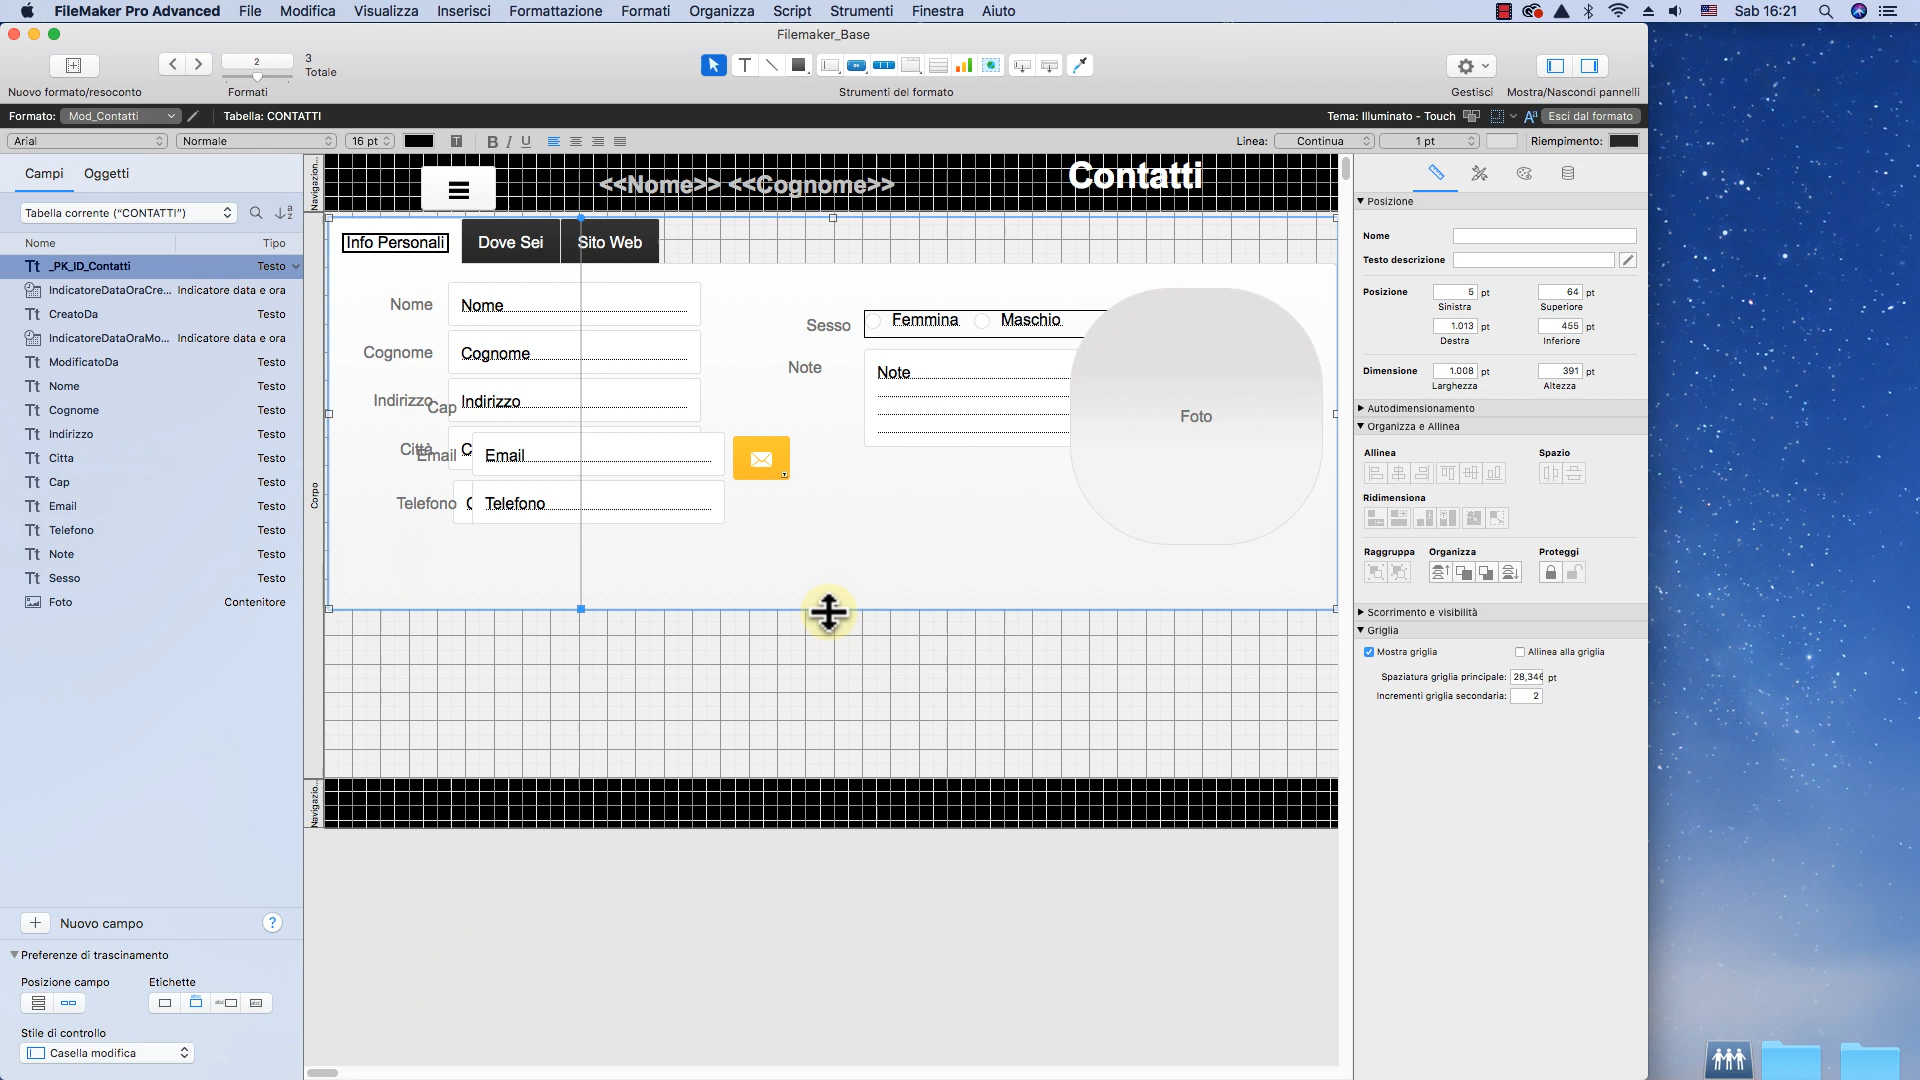 FileMaker Pro Advanced File Modifica Visualizza Inserisci Formattazione Formati Organizza Script Strumenti Finestra Aiuto Sab 16:21
Filemaker_Base
2
3
Totale
Nuovo formato/resoconto
Formati
Strumenti del formato
Gestisci
Mostra/Nascondi pannelli
Formato: Mod_Contatti Tabella: CONTATTI Tema: Illuminato - Touch Esci dal formato
Arial Normale 16 pt B I U Linea: Continua 1 pt Riempimento:
Campi Oggetti
Tabella corrente ("CONTATTI")
Nome Tipo
_PK_ID_Contatti Testo
IndicatoreDataOraCre... Indicatore data e ora
CreatoDa Testo
IndicatoreDataOraMo... Indicatore data e ora
ModificatoDa Testo
Nome Testo
Cognome Testo
Indirizzo Testo
Citta Testo
Cap Testo
Email Testo
Telefono Testo
Note Testo
Sesso Testo
Foto Contenitore
Nuovo campo ?
Preferenze di trascinamento
Posizione campo Etichette
Stile di controllo
Casella modifica
Navigazion...
<<Nome>> <<Cognome>> Contatti
Corpo
Info Personali Dove Sei Sito Web
Nome Nome
Cognome Cognome
Indirizzo Indirizzo
Cap
Città C
Email Email
Telefono C Telefono
Sesso Femmina Maschio
Note Note
Foto
Navigazio...
Posizione
Nome
Testo descrizione
Posizione 5 pt 64 pt
Sinistra Superiore
1.013 pt 455 pt
Destra Inferiore
Dimensione 1.008 pt 391 pt
Larghezza Altezza
Autodimensionamento
Organizza e Allinea
Allinea Spazio
Ridimensiona
Raggruppa Organizza Proteggi
Scorrimento e visibilità
Griglia
Mostra griglia Allinea alla griglia
Spaziatura griglia principale: 28,346 pt
Incrementi griglia secondaria: 2